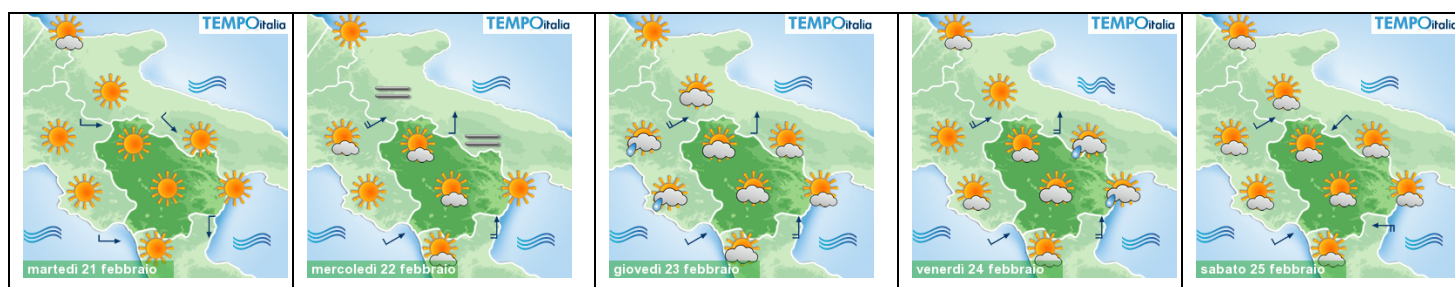 TEMPOitalia
martedì 21 febbraio
TEMPOitalia
mercoledì 22 febbraio
TEMPOitalia
giovedì 23 febbraio
TEMPOitalia
venerdì 24 febbraio
TEMPOitalia
sabato 25 febbraio